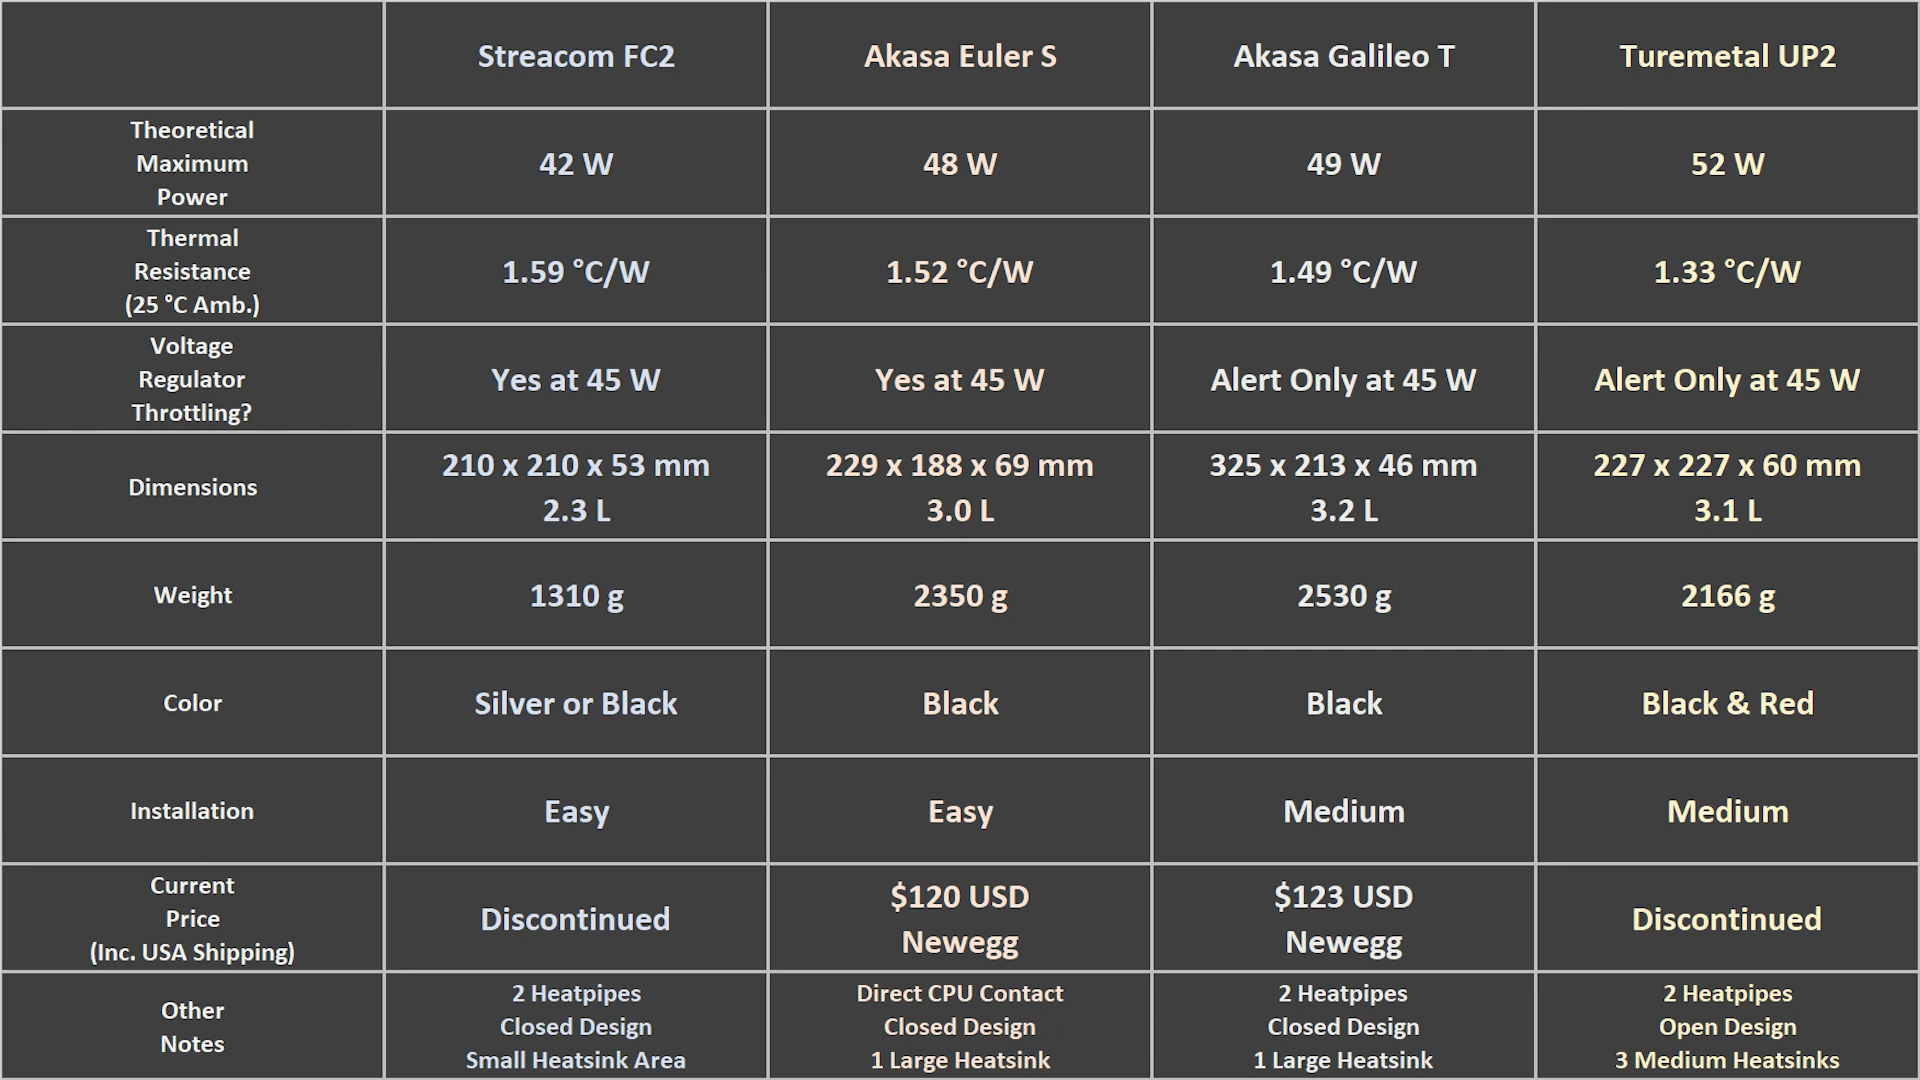 Streacom FC2
Akasa Euler S
Akasa Galileo T
Turemetal UP2
Theoretical
Maximum
Power
42 W
48 W
49 W
52 W
Thermal
Resistance
(25 °C Amb.)
1.59 °C/W
1.52 °C/W
1.49 °C/W
1.33 °C/W
Voltage
Regulator
Throttling?
Yes at 45 W
Yes at 45 W
Alert Only at 45 W
Alert Only at 45 W
Dimensions
210 x 210 x 53 mm
2.3 L
229 x 188 x 69 mm
3.0 L
325 x 213 x 46 mm
3.2 L
227 x 227 x 60 mm
3.1 L
Weight
1310 g
2350 g
2530 g
2166 g
Color
Silver or Black
Black
Black
Black & Red
Installation
Easy
Easy
Medium
Medium
Current
Price
(Inc. USA Shipping)
Discontinued
$120 USD
Newegg
$123 USD
Newegg
Discontinued
Other
Notes
2 Heatpipes
Closed Design
Small Heatsink Area
Direct CPU Contact
Closed Design
1 Large Heatsink
2 Heatpipes
Closed Design
1 Large Heatsink
2 Heatpipes
Open Design
3 Medium Heatsinks